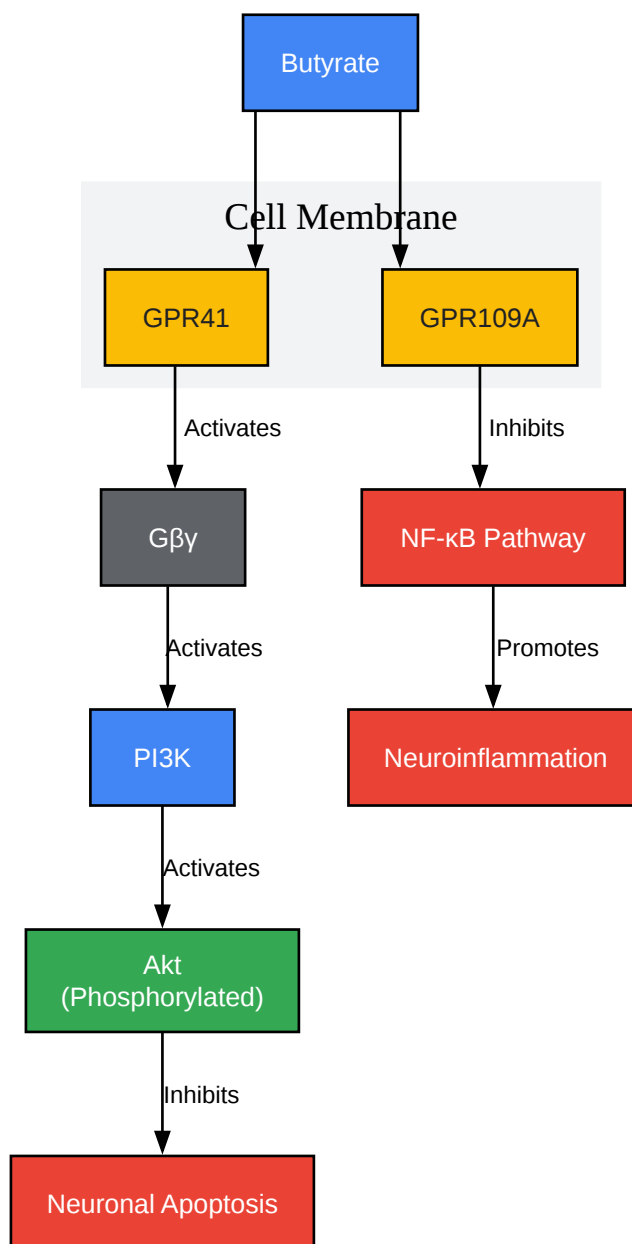 Butyrate
Cell Membrane
GPR41
GPR109A
Activates
Inhibits
Gβγ
NF-κB Pathway
Activates
Promotes
PI3K
Neuroinflammation
Activates
Akt
(Phosphorylated)
Inhibits
Neuronal Apoptosis